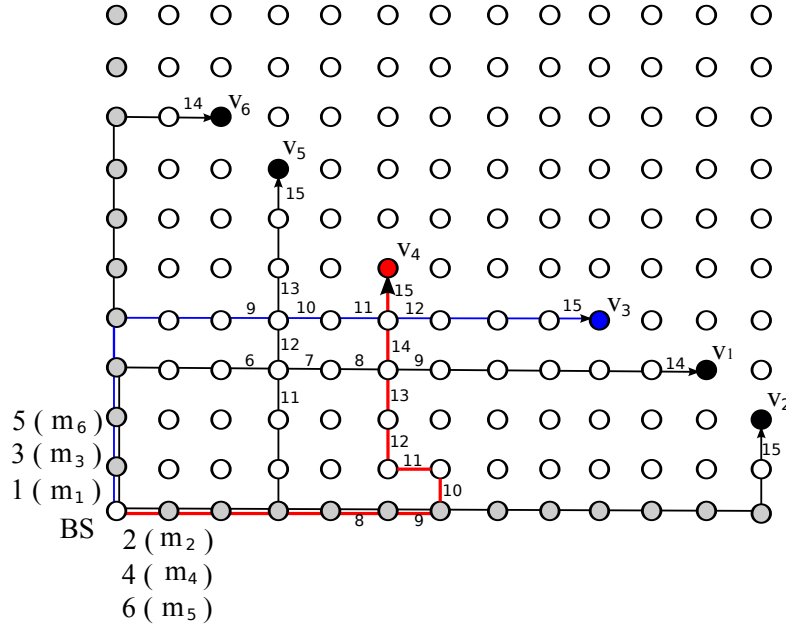 14 v₆
v₅
15
v₄
13 15
9 10 11 12 15 v₃
12 14
6 7 8 9 14 v₁
11 13
v₂
5 ( m₆ )
12 15
3 ( m₃ )
11
1 ( m₁ )
10
BS
8 9
2 ( m₂ )
4 ( m₄ )
6 ( m₅ )